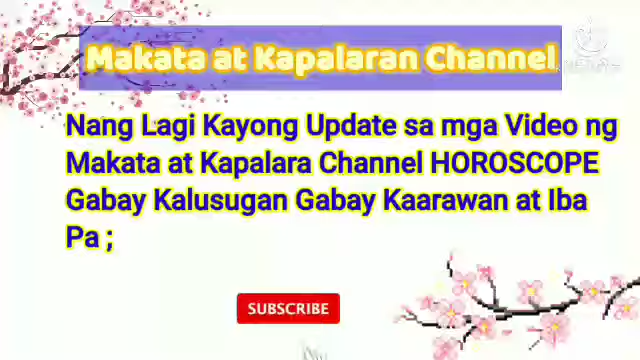 Makata at Kapalaran Channel
Nang Lagi Kayong Update sa mga Video ng
Makata at Kapalara Channel HOROSCOPE
Gabay Kalusugan Gabay Kaarawan at Iba
Pa ;
SUBSCRIBE